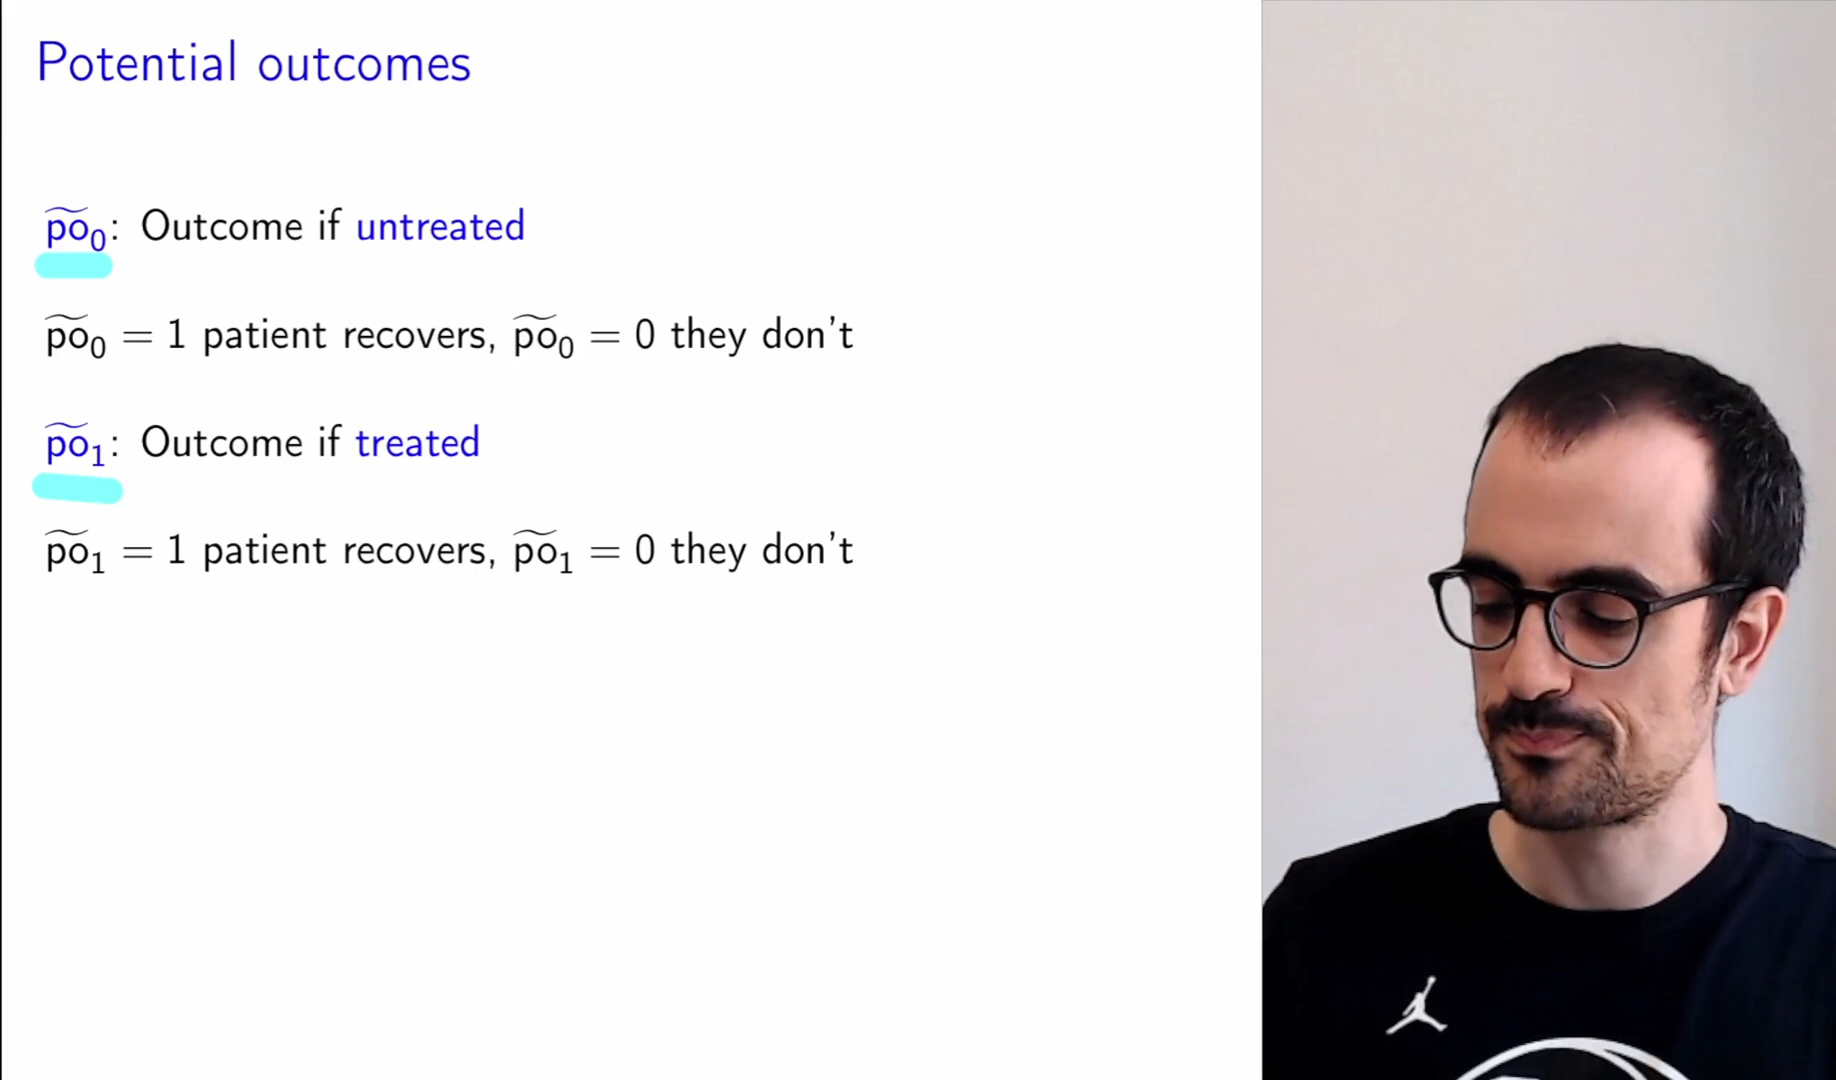 Potential outcomes
p͠o₀: Outcome if untreated
p͠o₀ = 1 patient recovers, p͠o₀ = 0 they don't
p͠o₁: Outcome if treated
p͠o₁ = 1 patient recovers, p͠o₁ = 0 they don't